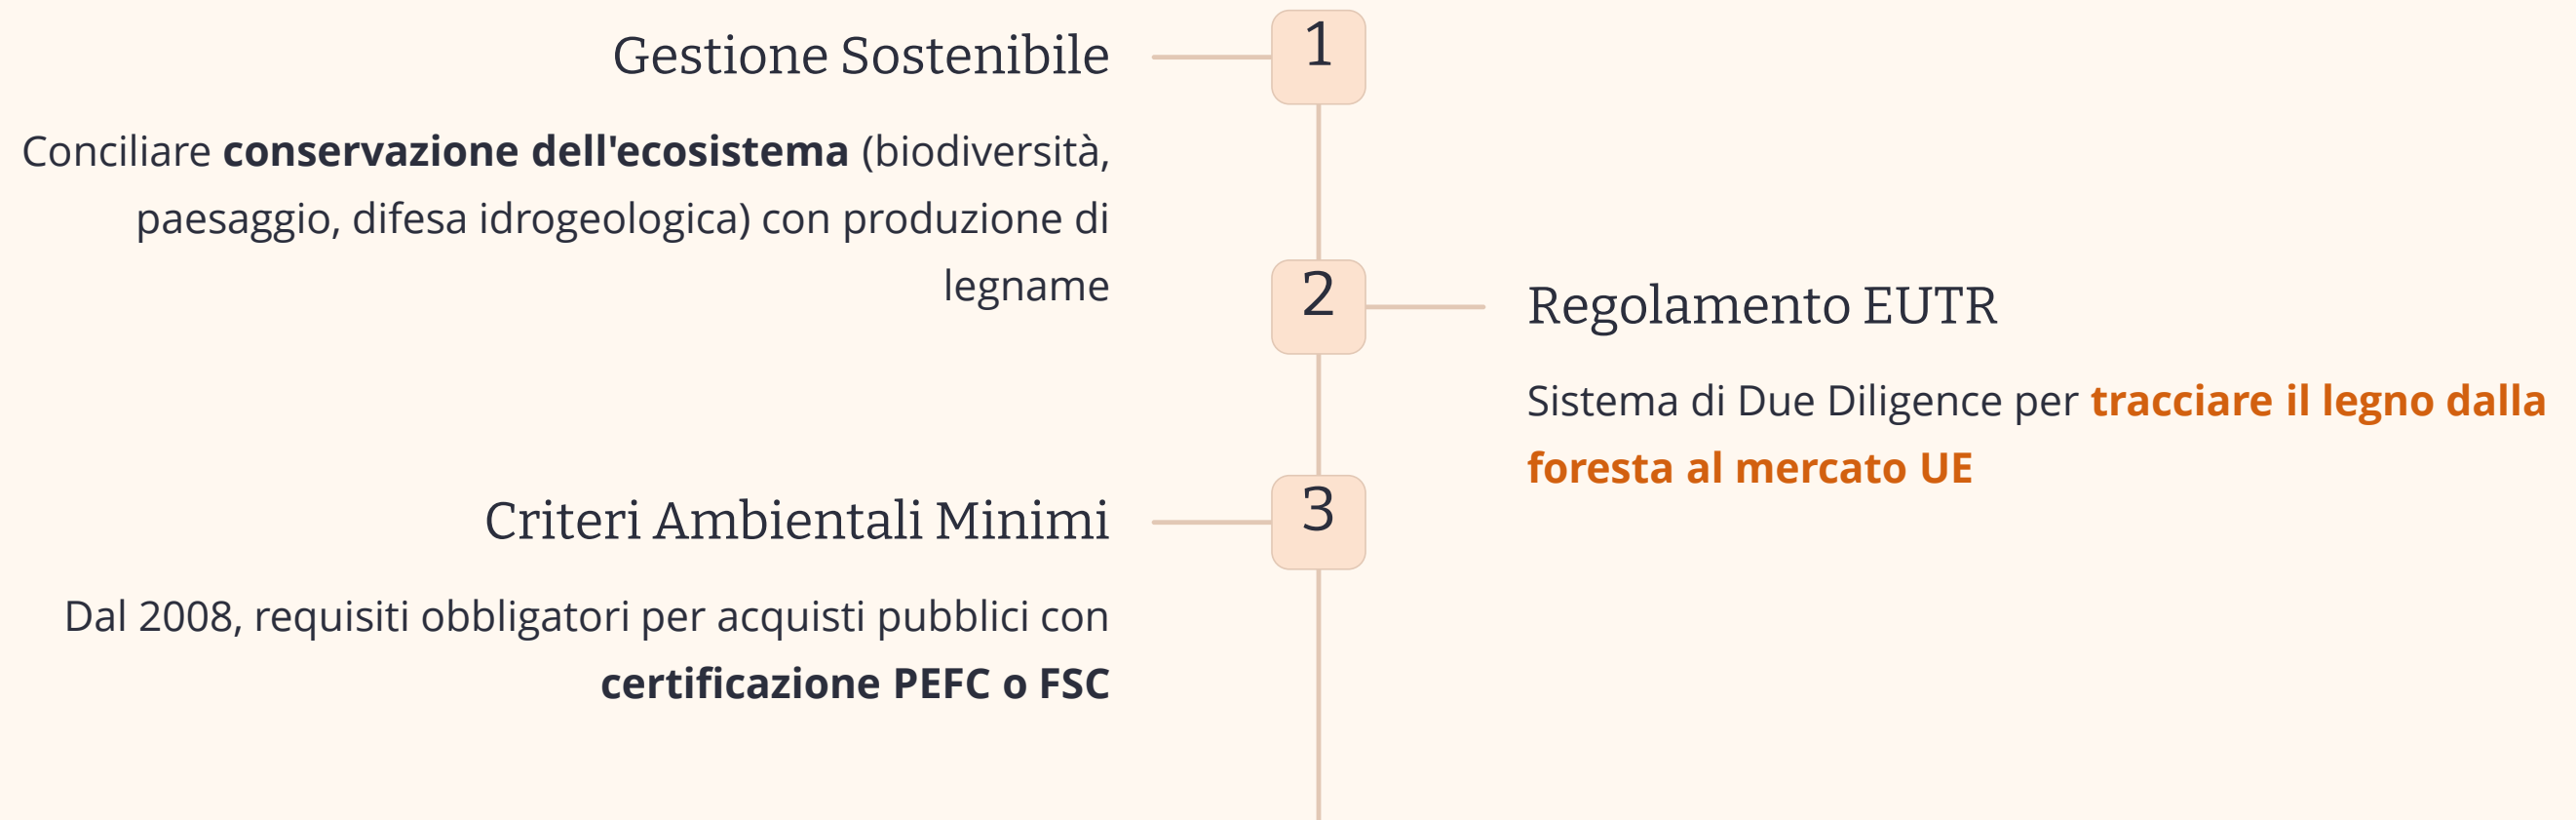 1
Gestione Sostenibile
Conciliare conservazione dell'ecosistema (biodiversità,
paesaggio, difesa idrogeologica) con produzione di
legname
2
Regolamento EUTR
Sistema di Due Diligence per tracciare il legno dalla
foresta al mercato UE
3
Criteri Ambientali Minimi
Dal 2008, requisiti obbligatori per acquisti pubblici con
certificazione PEFC o FSC